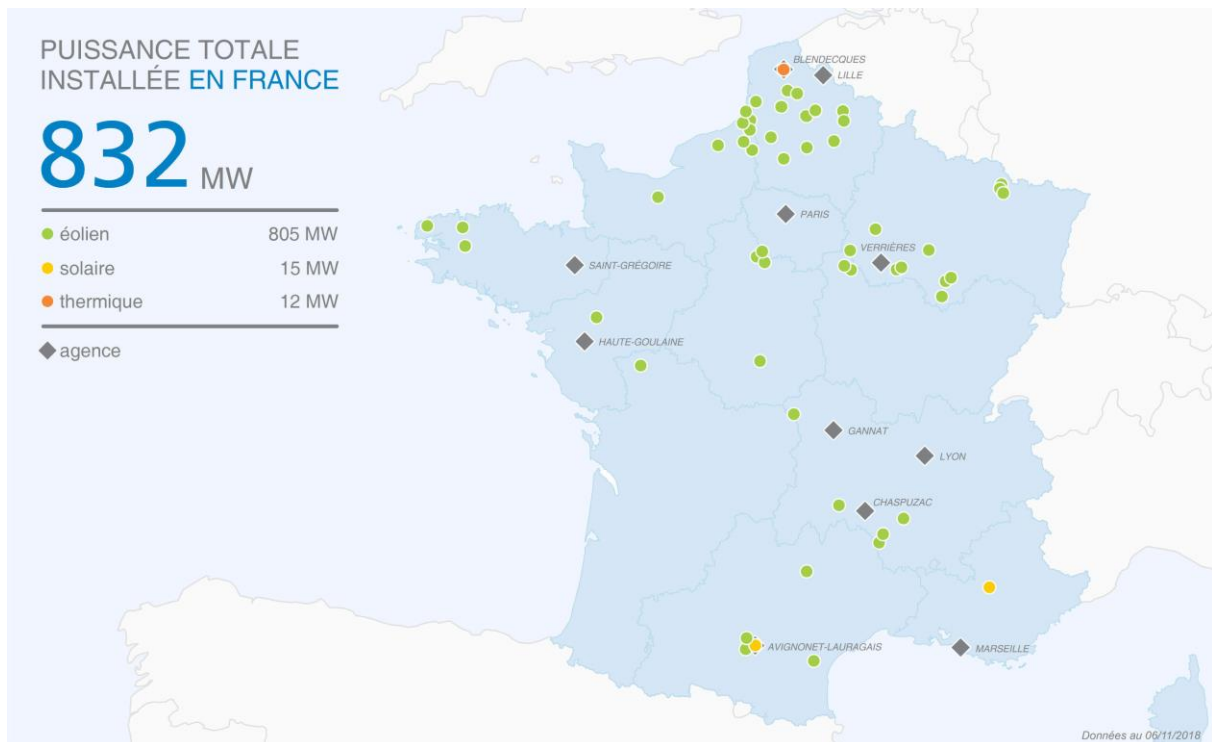 PUISSANCE TOTALE
INSTALLÉE EN FRANCE
832 MW
éolien 805 MW
solaire 15 MW
thermique 12 MW
agence
BLENDECQUES
LILLE
PARIS
VERRIÈRES
SAINT-GRÉGOIRE
HAUTE-GOULAINE
GANNAT
LYON
CHASPUZAC
AVIGNONET-LAURAGAIS
MARSEILLE
Données au 06/11/2018